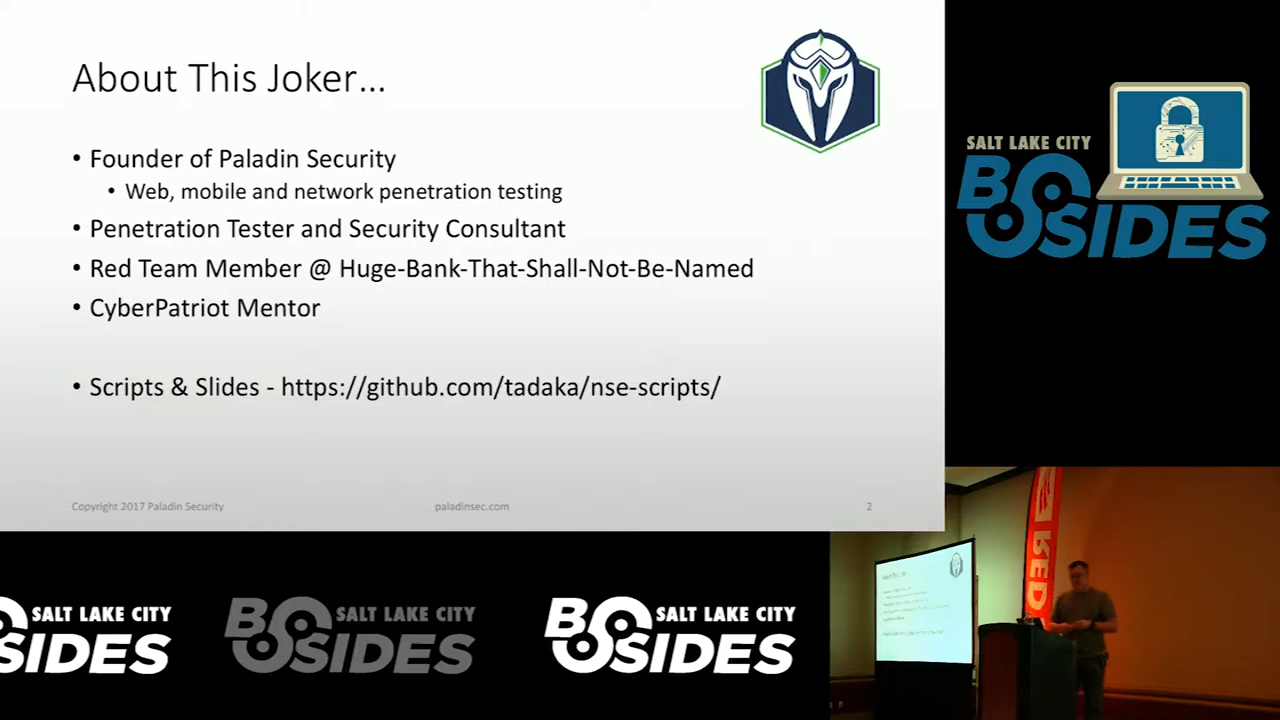 About This Joker...
• Founder of Paladin Security
• Web, mobile and network penetration testing
• Penetration Tester and Security Consultant
• Red Team Member @ Huge-Bank-That-Shall-Not-Be-Named
• CyberPatriot Mentor
• Scripts & Slides - https://github.com/tadaka/nse-scripts/
Copyright 2017 Paladin Security
paladinsec.com
2
SALT LAKE CITY
BSIDES
RED
SALT LAKE CITY
SIDES
SALT LAKE CITY
BSIDES
SALT LAKE CITY
BSIDES